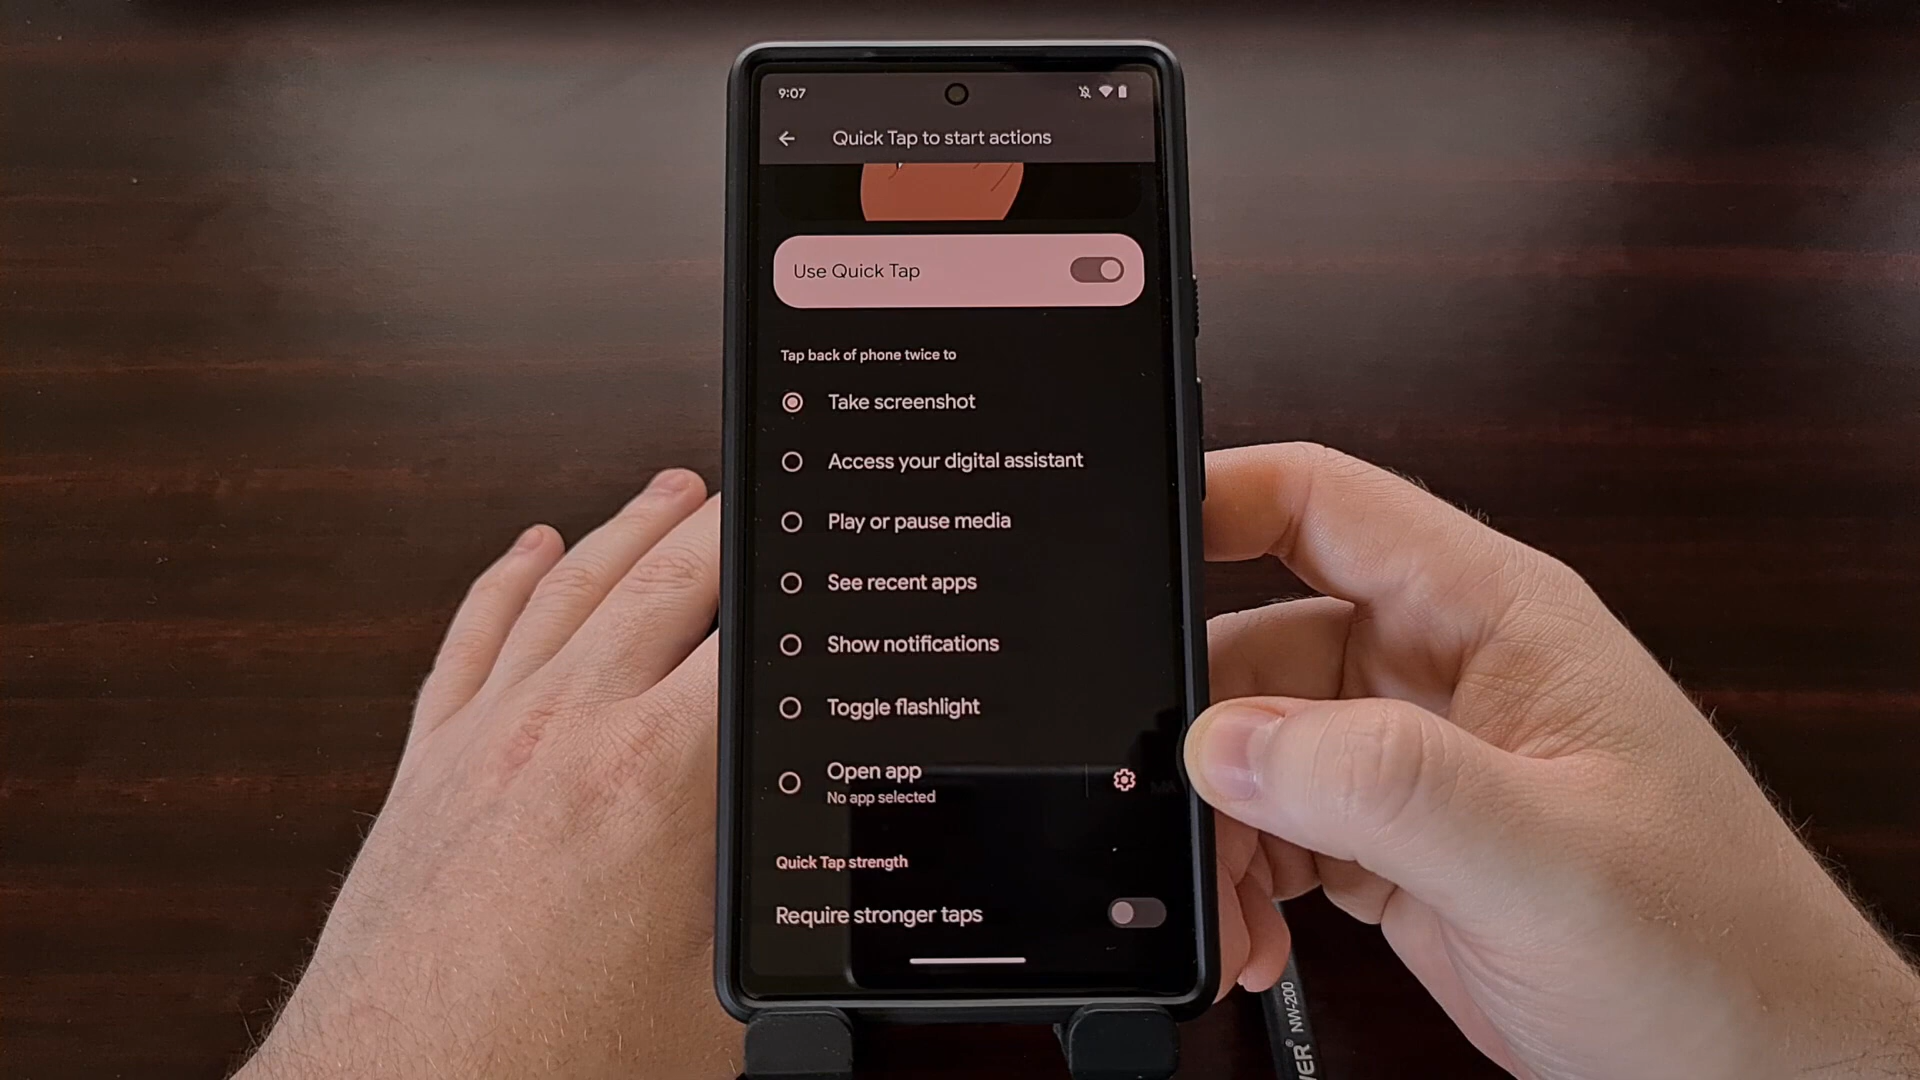 9:07
Quick Tap to start actions
Use Quick Tap
Tap back of phone twice to
Take screenshot
Access your digital assistant
Play or pause media
See recent apps
Show notifications
Toggle flashlight
Open app
No app selected
Quick Tap strength
Require stronger taps
NW-200